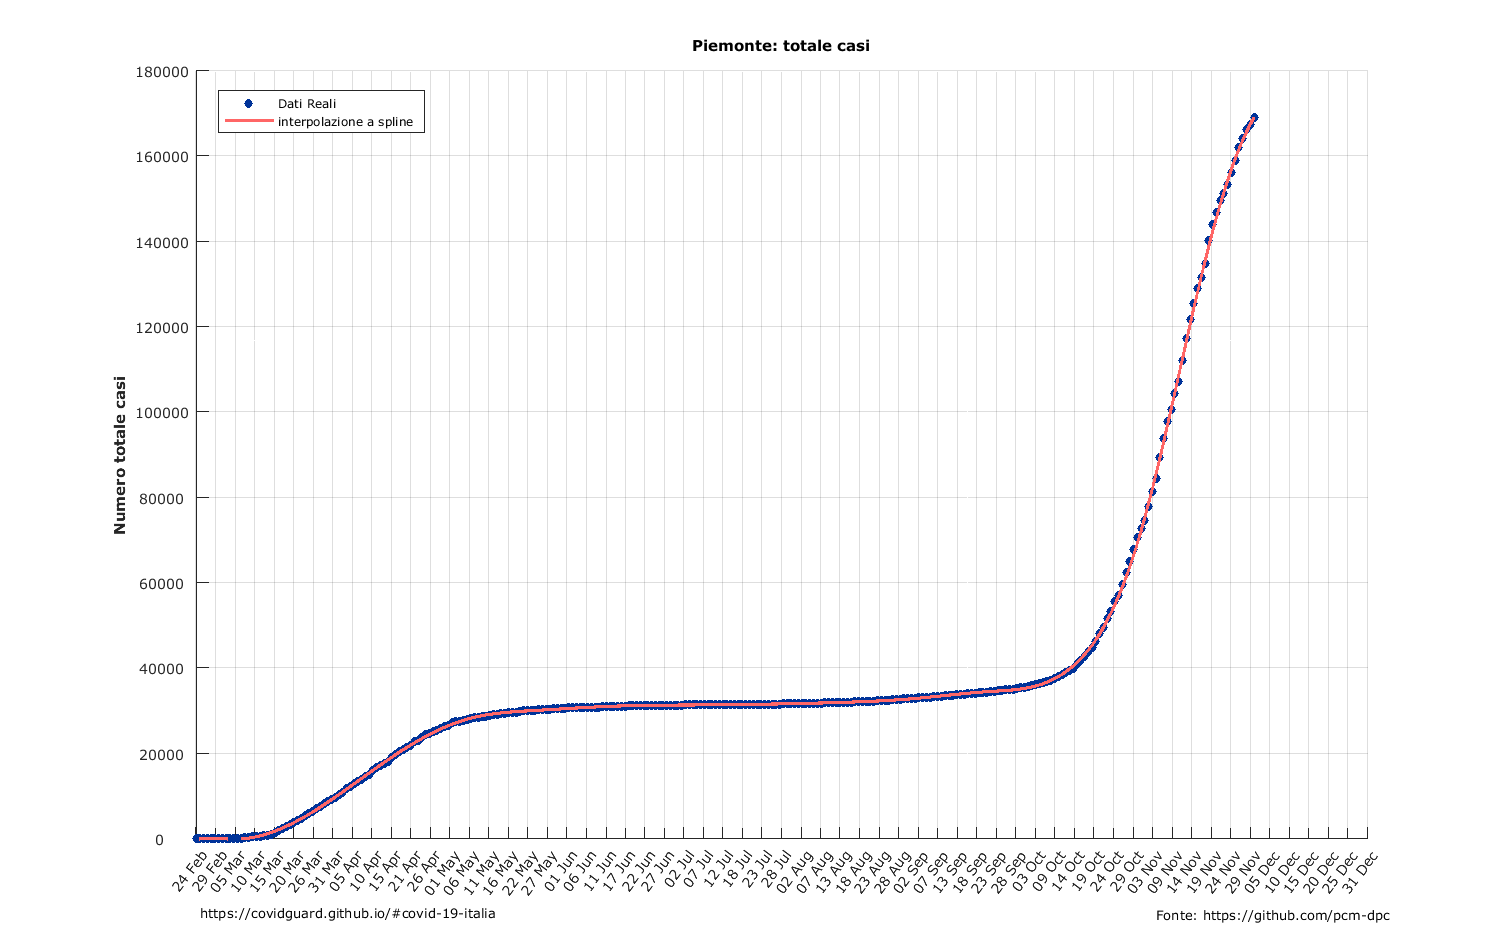 Piemonte: totale casi
180000
160000
140000
120000
100000
80000
60000
40000
20000
0
Numero totale casi
Dati Reali
interpolazione a spline
24 Feb
29 Feb
05 Mar
10 Mar
15 Mar
20 Mar
26 Mar
31 Mar
05 Apr
10 Apr
15 Apr
21 Apr
26 Apr
01 May
06 May
11 May
16 May
22 May
27 May
01 Jun
06 Jun
11 Jun
17 Jun
22 Jun
27 Jun
02 Jul
07 Jul
12 Jul
18 Jul
23 Jul
28 Jul
02 Aug
07 Aug
13 Aug
18 Aug
23 Aug
28 Aug
02 Sep
07 Sep
13 Sep
18 Sep
23 Sep
28 Sep
03 Oct
09 Oct
14 Oct
19 Oct
24 Oct
29 Oct
03 Nov
09 Nov
14 Nov
19 Nov
24 Nov
29 Nov
05 Dec
10 Dec
15 Dec
20 Dec
25 Dec
31 Dec
https://covidguard.github.io/#covid-19-italia
Fonte: https://github.com/pcm-dpc